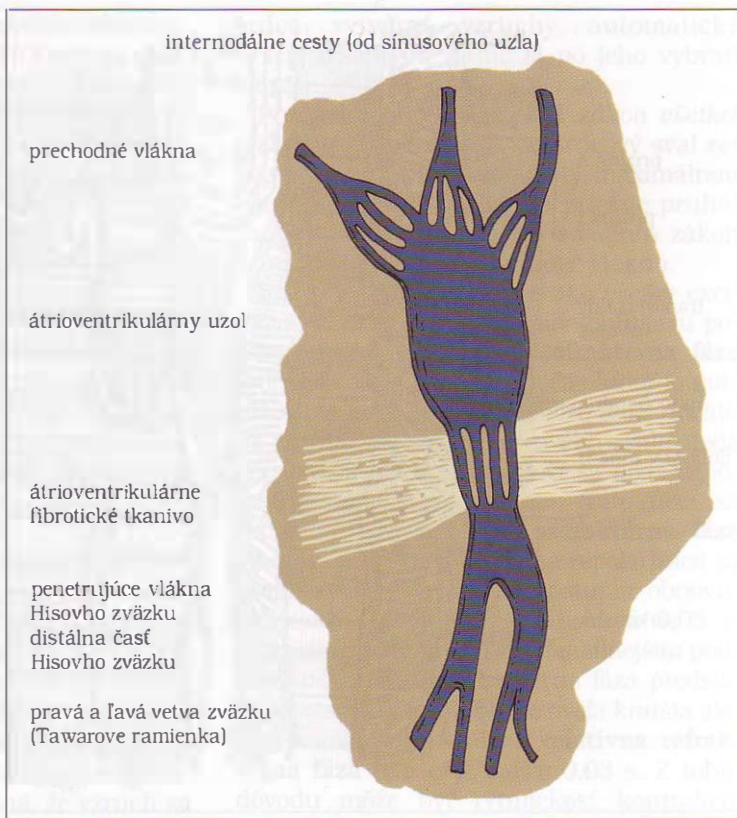 internodálne cesty (od sínusového uzla)
prechodné vlákna
átrioventrikulárny uzol
átrioventrikulárne
fibrotické tkanivo
penetrujúce vlákna
Hisovho zväzku
distálna časť
Hisovho zväzku
pravá a ľavá vetva zväzku
(Tawarove ramienka)